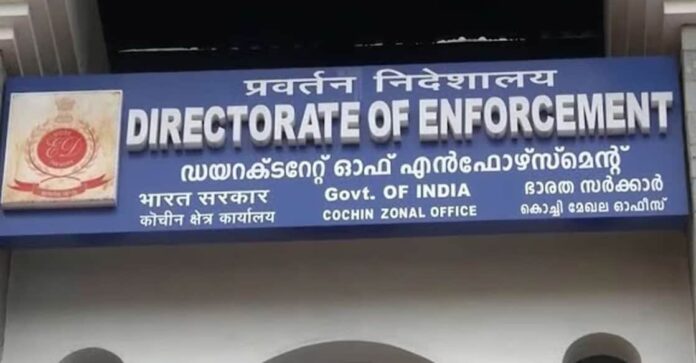 प्रवर्तन निदेशालय
DIRECTORATE OF ENFORCEMENT
ഡയറക്ടറേറ്റ് ഓഫ് എൻഫോഴ്സ്മെന്റ്
भारत सरकार Govt. OF INDIA ഭാരത സർക്കാർ
कोचीन क्षेत्र कार्यालय COCHIN ZONAL OFFICE കൊച്ചി മേഖല ഓഫീസ്
ED